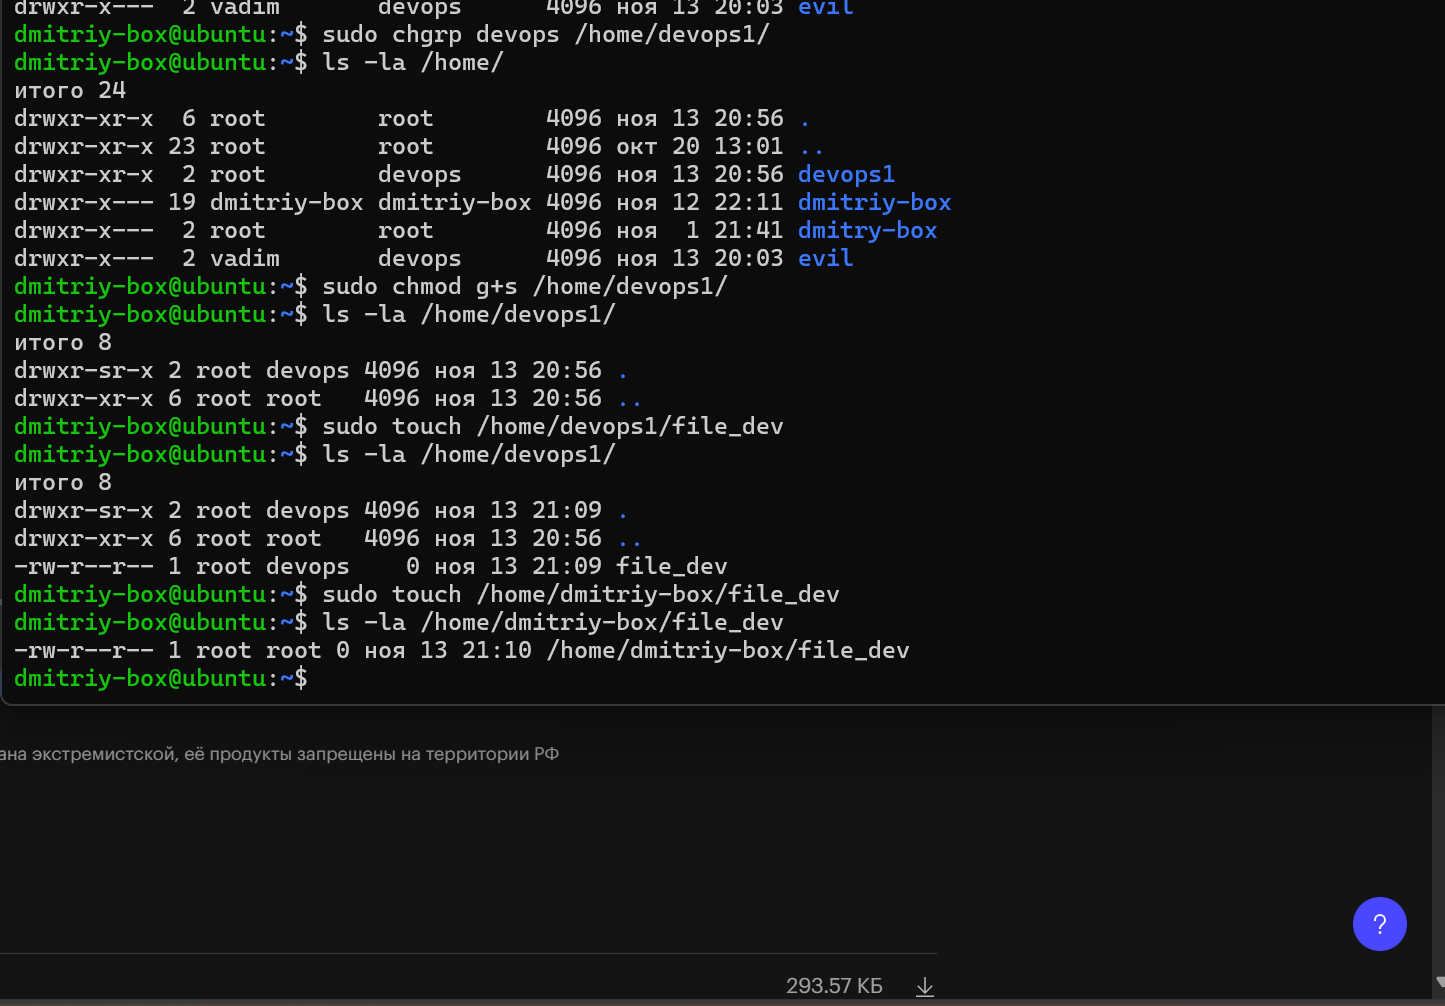 drwxr-x--- 2 vadim devops 4096 ноя 13 20:03 evil
dmitriy-box@ubuntu:~$ sudo chgrp devops /home/devops1/
dmitriy-box@ubuntu:~$ ls -la /home/
итого 24
drwxr-xr-x 6 root root 4096 ноя 13 20:56 .
drwxr-xr-x 23 root root 4096 окт 20 13:01 ..
drwxr-xr-x 2 root devops 4096 ноя 13 20:56 devops1
drwxr-x--- 19 dmitriy-box dmitriy-box 4096 ноя 12 22:11 dmitriy-box
drwxr-x--- 2 root root 4096 ноя 1 21:41 dmitry-box
drwxr-x--- 2 vadim devops 4096 ноя 13 20:03 evil
dmitriy-box@ubuntu:~$ sudo chmod g+s /home/devops1/
dmitriy-box@ubuntu:~$ ls -la /home/devops1/
итого 8
drwxr-sr-x 2 root devops 4096 ноя 13 20:56 .
drwxr-xr-x 6 root root 4096 ноя 13 20:56 ..
dmitriy-box@ubuntu:~$ sudo touch /home/devops1/file_dev
dmitriy-box@ubuntu:~$ ls -la /home/devops1/
итого 8
drwxr-sr-x 2 root devops 4096 ноя 13 21:09 .
drwxr-xr-x 6 root root 4096 ноя 13 20:56 ..
-rw-r--r-- 1 root devops 0 ноя 13 21:09 file_dev
dmitriy-box@ubuntu:~$ sudo touch /home/dmitriy-box/file_dev
dmitriy-box@ubuntu:~$ ls -la /home/dmitriy-box/file_dev
-rw-r--r-- 1 root root 0 ноя 13 21:10 /home/dmitriy-box/file_dev
dmitriy-box@ubuntu:~$
ана экстремистской, её продукты запрещены на территории РФ
?
293.57 КБ